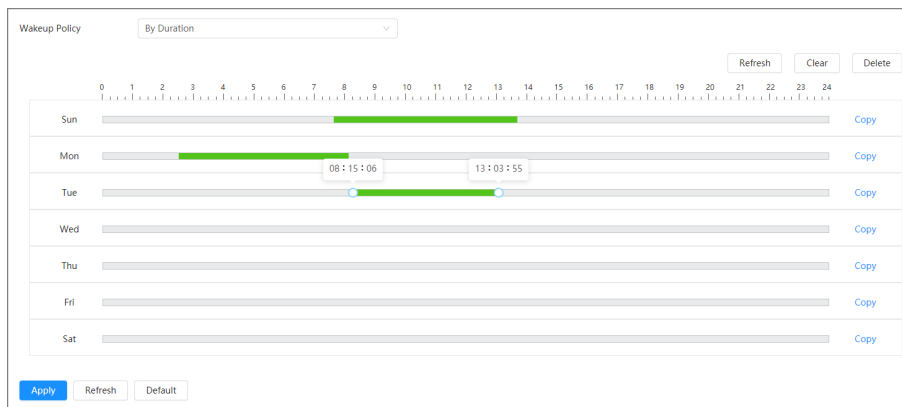 Wakeup Policy By Duration
Refresh Clear Delete
0 1 2 3 4 5 6 7 8 9 10 11 12 13 14 15 16 17 18 19 20 21 22 23 24
Sun Copy
Mon Copy
08 : 15 : 06 13 : 03 : 55
Tue Copy
Wed Copy
Thu Copy
Fri Copy
Sat Copy
Apply Refresh Default